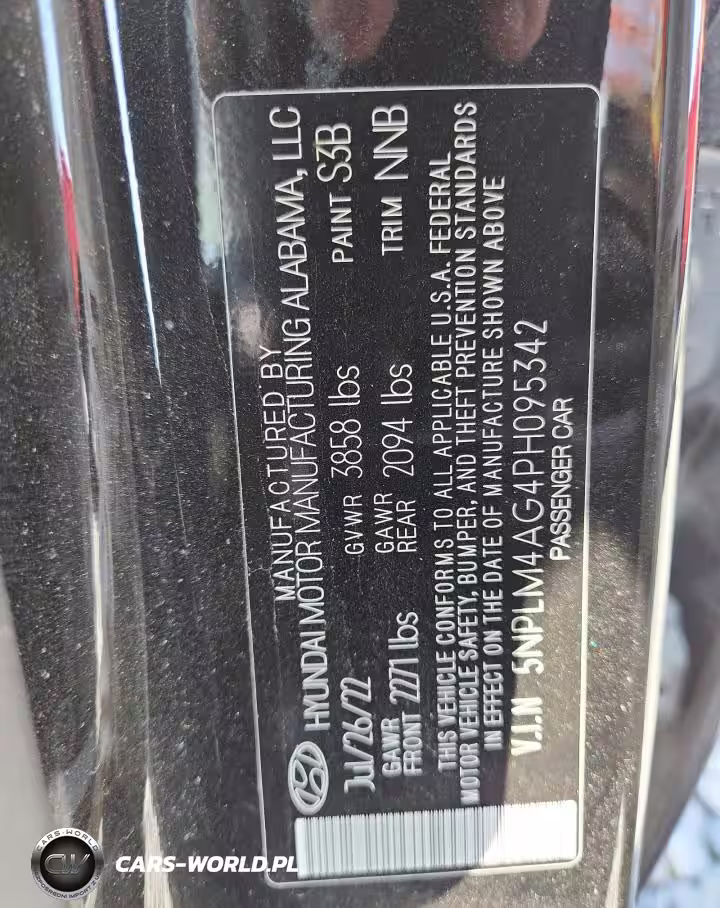 MANUFACTURED BY
HYUNDAI MOTOR MANUFACTURING ALABAMA, LLC
Jul/26/22 GVWR 3858 lbs PAINT S3B
GAWR FRONT 2271 lbs GAWR REAR 2094 lbs TRIM NNB
THIS VEHICLE CONFORMS TO ALL APPLICABLE U.S.A. FEDERAL
MOTOR VEHICLE SAFETY, BUMPER, AND THEFT PREVENTION STANDARDS
IN EFFECT ON THE DATE OF MANUFACTURE SHOWN ABOVE
V.I.N 5NPLM4AG4PH095342
PASSENGER CAR
CARS-WORLD
CARS-WORLD.PL